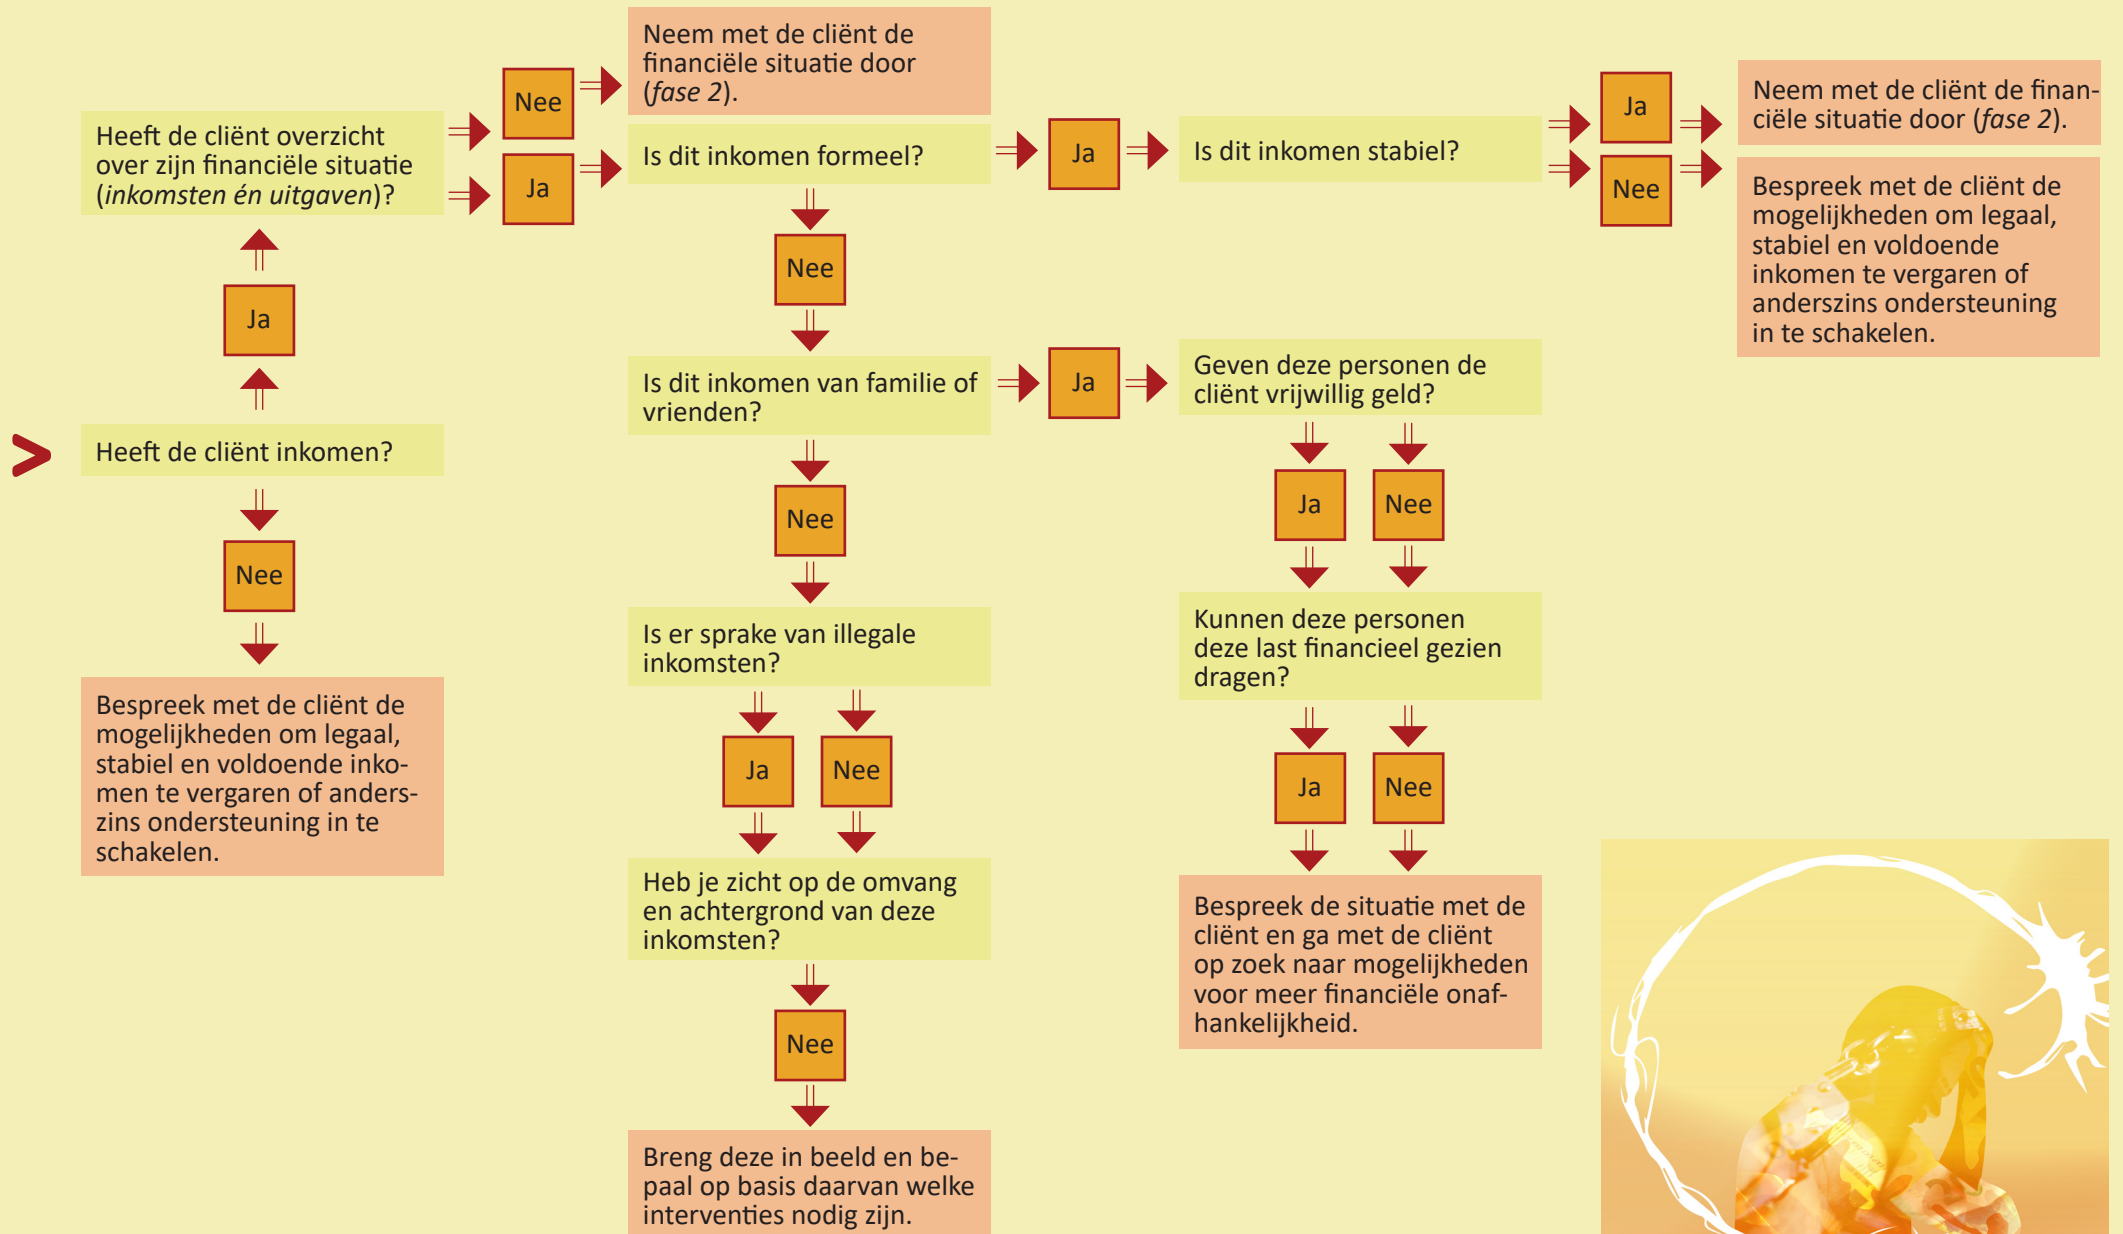 Neem met de cliënt de
financiële situatie door
(fase 2).
Nee
Heeft de cliënt overzicht
over zijn financiële situatie
(inkomsten én uitgaven)?
Ja
Is dit inkomen formeel?
Ja
Is dit inkomen stabiel?
Ja
Neem met de cliënt de finan-
ciële situatie door (fase 2).
Nee
Bespreek met de cliënt de
mogelijkheden om legaal,
stabiel en voldoende
inkomen te vergaren of
anderszins ondersteuning
in te schakelen.
Ja
Nee
>
Heeft de cliënt inkomen?
Is dit inkomen van familie of
vrienden?
Ja
Geven deze personen de
cliënt vrijwillig geld?
Nee
Nee
Ja
Nee
Bespreek met de cliënt de
mogelijkheden om legaal,
stabiel en voldoende inko-
men te vergaren of anders-
zins ondersteuning in te
schakelen.
Is er sprake van illegale
inkomsten?
Kunnen deze personen
deze last financieel gezien
dragen?
Ja
Nee
Ja
Nee
Heb je zicht op de omvang
en achtergrond van deze
inkomsten?
Bespreek de situatie met de
cliënt en ga met de cliënt
op zoek naar mogelijkheden
voor meer financiële onaf-
hankelijkheid.
Nee
Breng deze in beeld en be-
paal op basis daarvan welke
interventies nodig zijn.